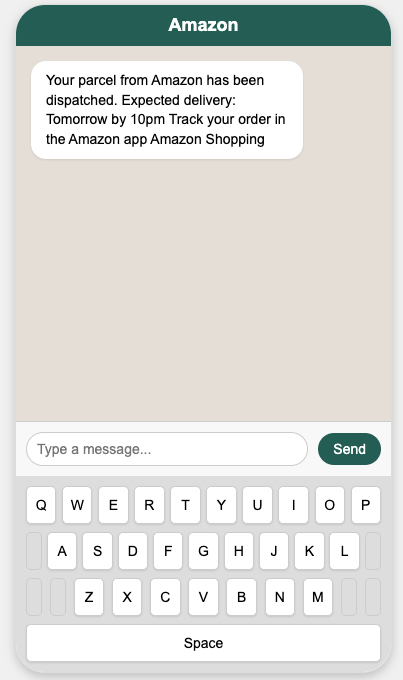 Amazon
Your parcel from Amazon has been
dispatched. Expected delivery:
Tomorrow by 10pm Track your order in
the Amazon app Amazon Shopping
Type a message...
Send
Q W E R T Y U I O P
A S D F G H J K L
Z X C V B N M
Space